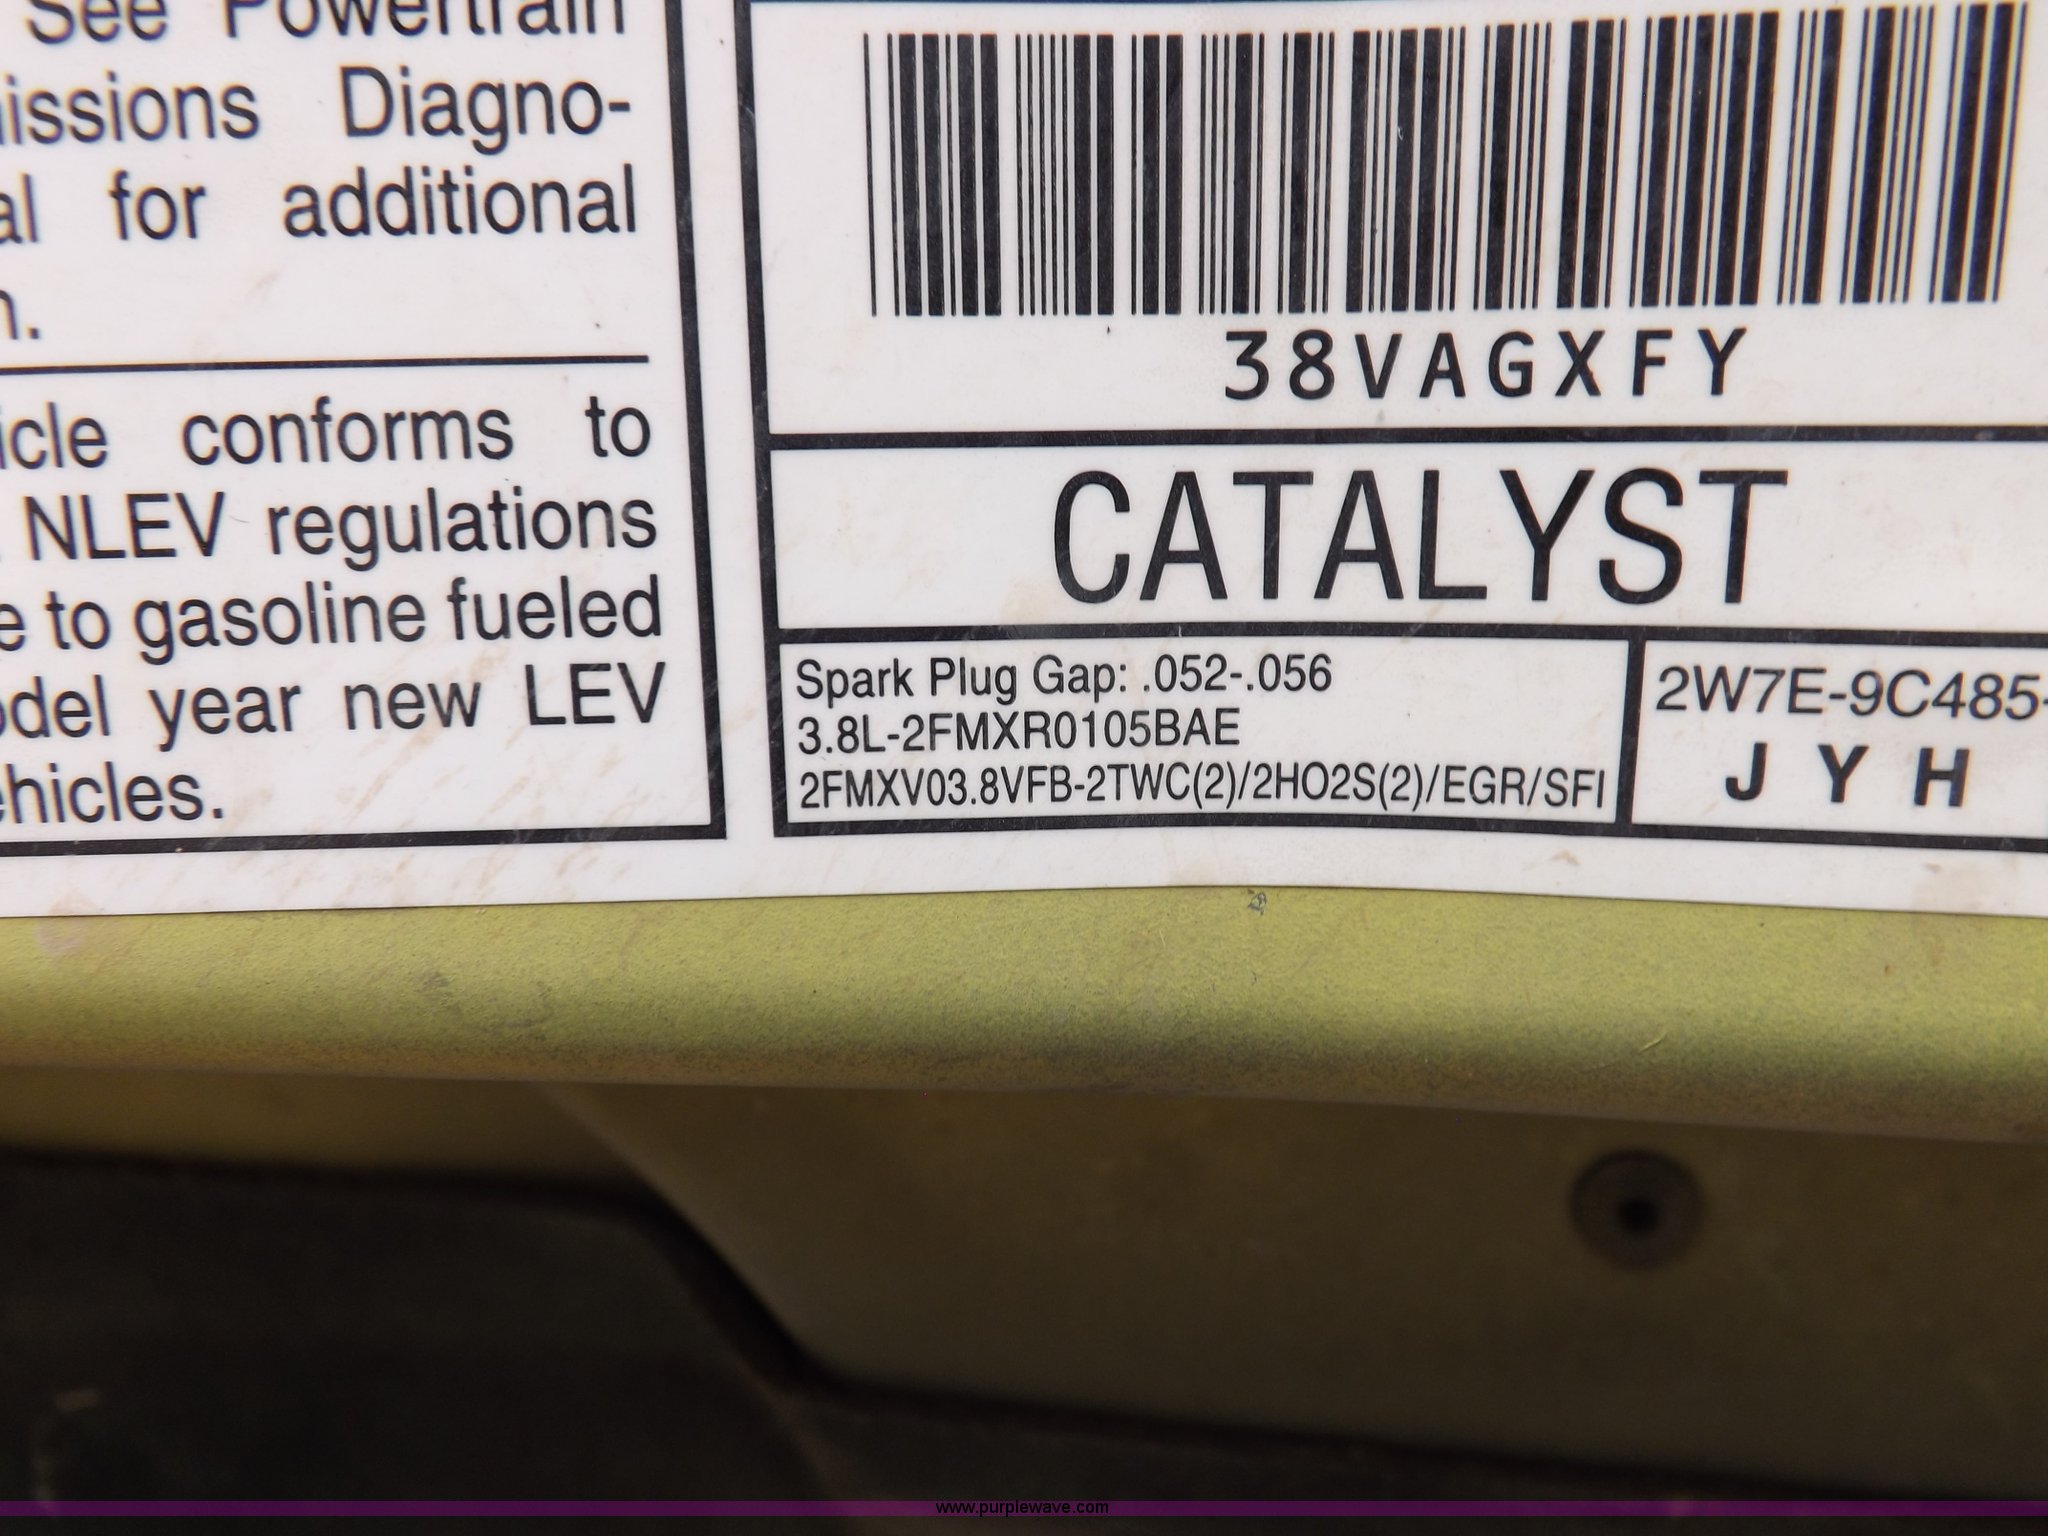 See Powertrain
issions Diagno-
al for additional
n.
icle conforms to
NLEV regulations
e to gasoline fueled
odel year new LEV
ehicles.
38VAGXFY
CATALYST
Spark Plug Gap: .052-.056
3.8L-2FMXR0105BAE
2FMXV03.8VFB-2TWC(2)/2HO2S(2)/EGR/SFI
2W7E-9C485-
J Y H
www.purplewave.com